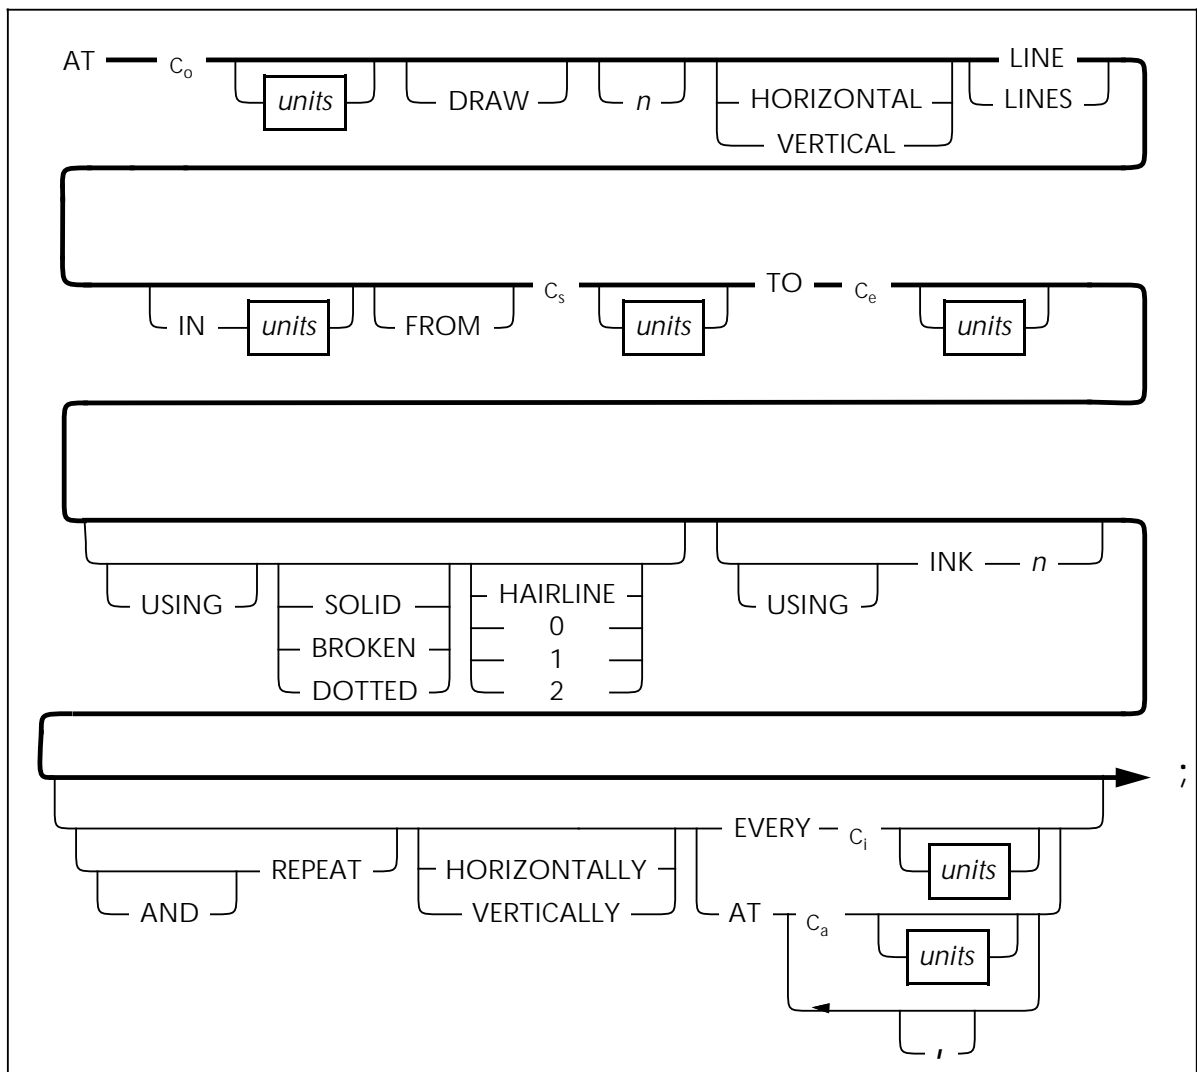 AT C₀ LINE
units DRAW n HORIZONTAL LINES
VERTICAL
Cₛ TO Cₑ
IN units FROM units units
INK n
USING SOLID HAIRLINE USING
BROKEN 0
DOTTED 1
2
;
EVERY Cᵢ
REPEAT HORIZONTALLY units
AND VERTICALLY AT Cₐ
units
,